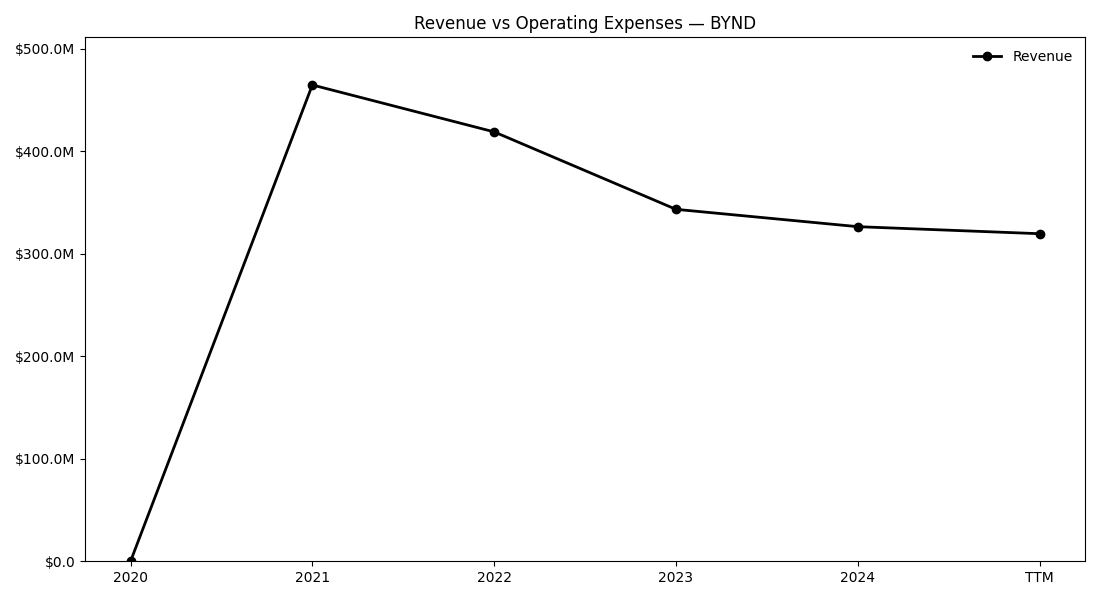 Revenue vs Operating Expenses — BYND
Revenue
$500.0M
$400.0M
$300.0M
$200.0M
$100.0M
$0.0
2020 2021 2022 2023 2024 TTM